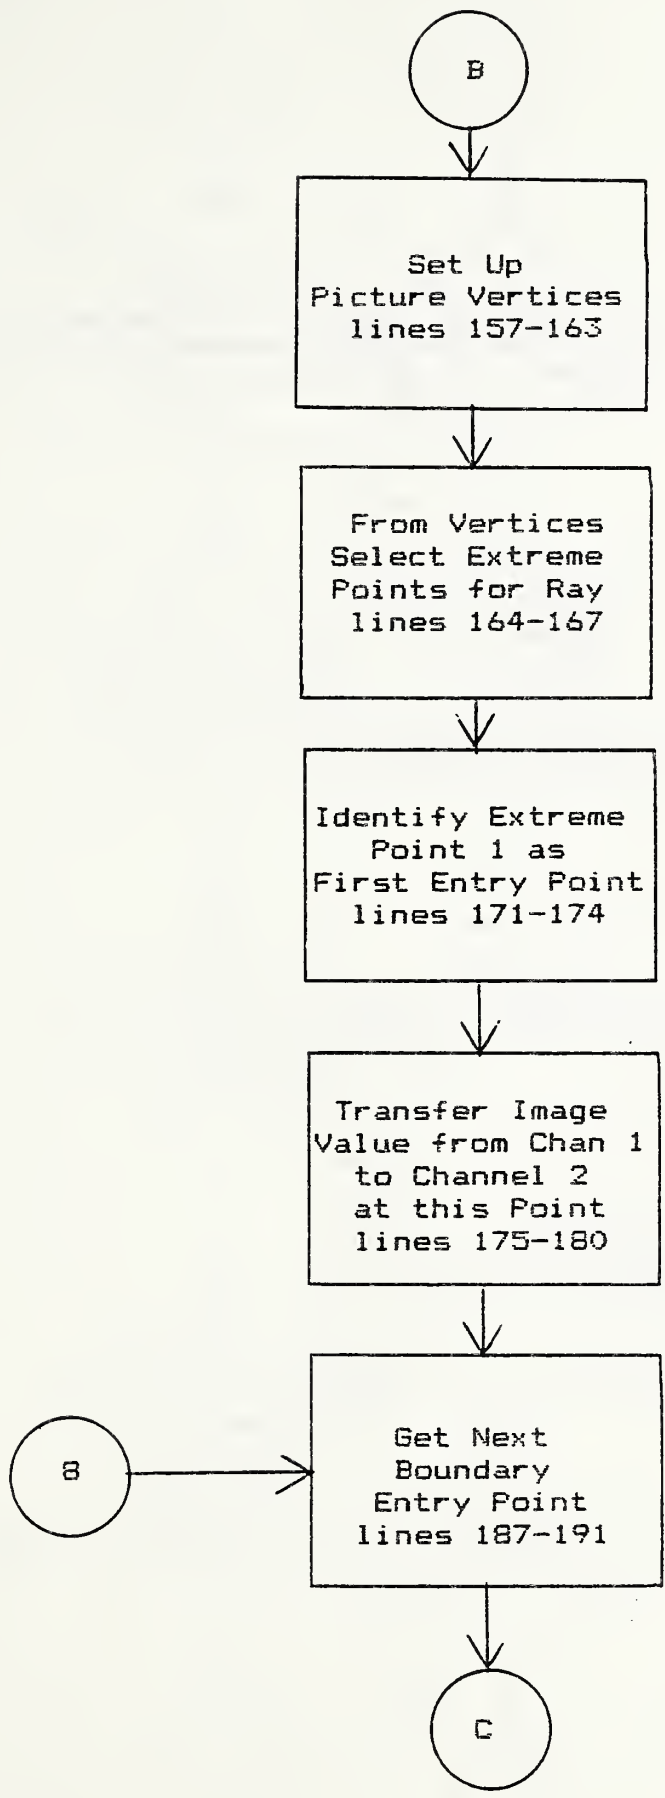 B
Set Up
Picture Vertices
lines 157-163
From Vertices
Select Extreme
Points for Ray
lines 164-167
Identify Extreme
Point 1 as
First Entry Point
lines 171-174
Transfer Image
Value from Chan 1
to Channel 2
at this Point
lines 175-180
8
Get Next
Boundary
Entry Point
lines 187-191
C